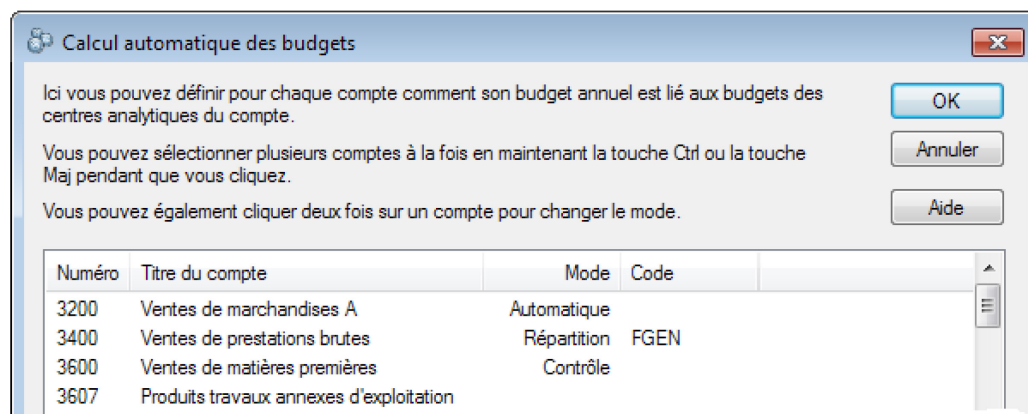 Calcul automatique des budgets
Ici vous pouvez définir pour chaque compte comment son budget annuel est lié aux budgets des
centres analytiques du compte.
OK
Vous pouvez sélectionner plusieurs comptes à la fois en maintenant la touche Ctrl ou la touche
Maj pendant que vous cliquez.
Annuler
Vous pouvez également cliquer deux fois sur un compte pour changer le mode.
Aide
Numéro Titre du compte Mode Code
3200 Ventes de marchandises A Automatique
3400 Ventes de prestations brutes Répartition FGEN
3600 Ventes de matières premières Contrôle
3607 Produits travaux annexes d'exploitation